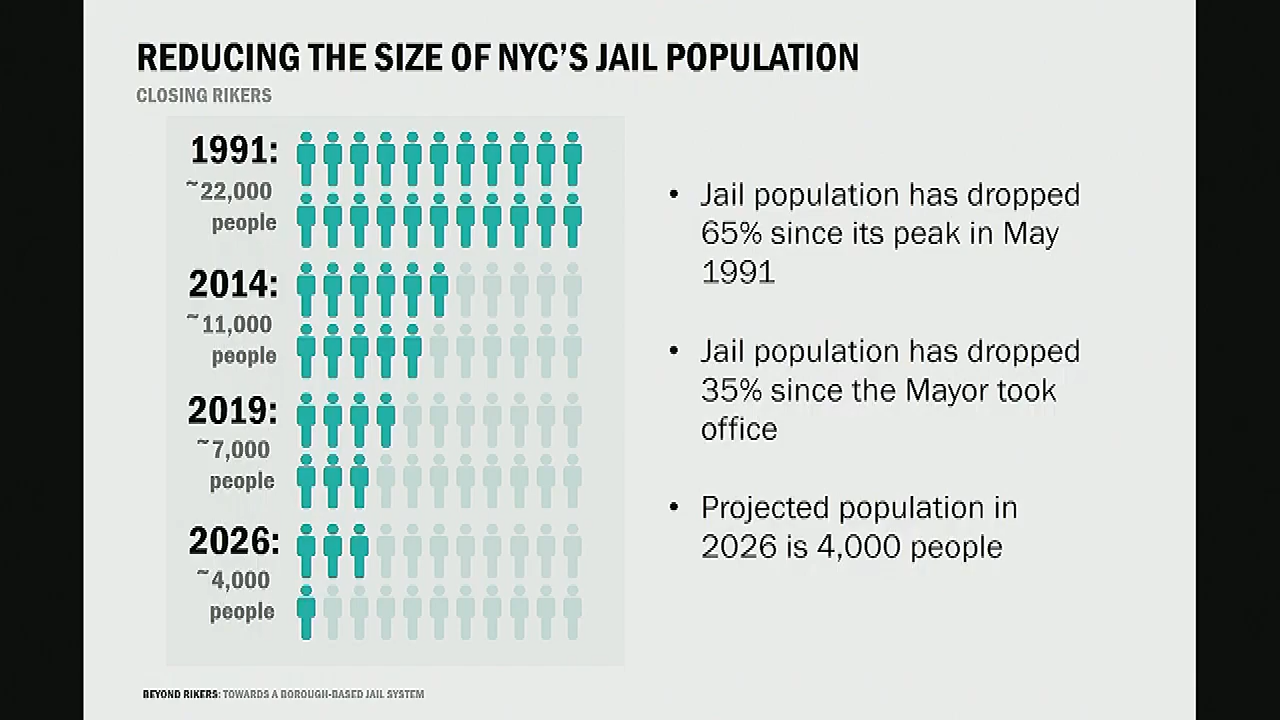 REDUCING THE SIZE OF NYC'S JAIL POPULATION
CLOSING RIKERS
1991:
~22,000
people
2014:
~11,000
people
2019:
~7,000
people
2026:
~4,000
people
• Jail population has dropped
65% since its peak in May
1991
• Jail population has dropped
35% since the Mayor took
office
• Projected population in
2026 is 4,000 people
BEYOND RIKERS: TOWARDS A BOROUGH-BASED JAIL SYSTEM